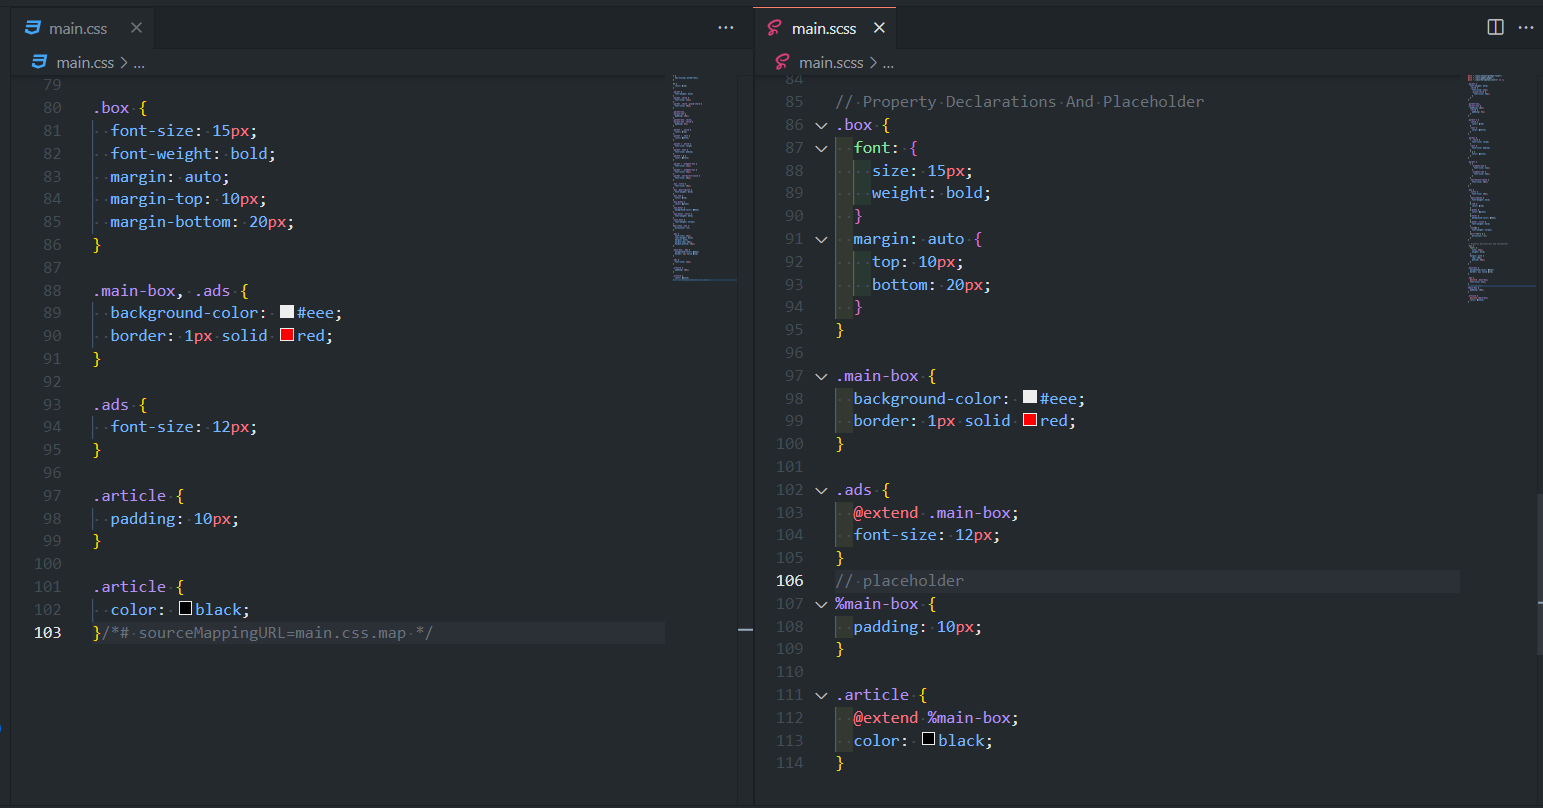 main.css
main.css > ...
79
80 .box {
81 font-size: 15px;
82 font-weight: bold;
83 margin: auto;
84 margin-top: 10px;
85 margin-bottom: 20px;
86 }
87
88 .main-box, .ads {
89 background-color: #eee;
90 border: 1px solid red;
91 }
92
93 .ads {
94 font-size: 12px;
95 }
96
97 .article {
98 padding: 10px;
99 }
100
101 .article {
102 color: black;
103 }/*# sourceMappingURL=main.css.map */
main.scss
main.scss > ...
84
85 // Property Declarations And Placeholder
86 .box {
87 font: {
88 size: 15px;
89 weight: bold;
90 }
91 margin: auto {
92 top: 10px;
93 bottom: 20px;
94 }
95 }
96
97 .main-box {
98 background-color: #eee;
99 border: 1px solid red;
100 }
101
102 .ads {
103 @extend .main-box;
104 font-size: 12px;
105 }
106 // placeholder
107 %main-box {
108 padding: 10px;
109 }
110
111 .article {
112 @extend %main-box;
113 color: black;
114 }